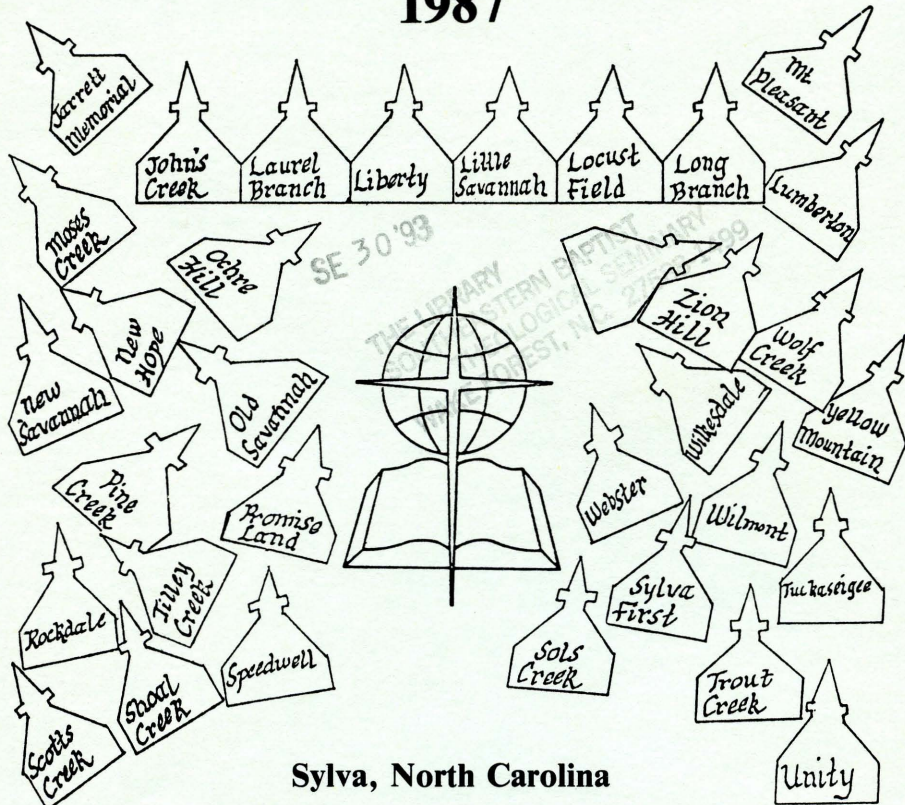 1987
Jarrett
Memorial
John's
Creek
Laurel
Branch
Liberty
Little
Savannah
Locust
Field
Long
Branch
Mt
Pleasant
Lumberton
Moses
Creek
Ochre
Hill
SE 30 '93
THE LIBRARY
SOUTHEASTERN BAPTIST
THEOLOGICAL SEMINARY
WAKE FOREST, N.C. 27588-1499
Zion
Hill
Wolf
Creek
Yellow
Mountain
New
Hope
New
Savannah
Old
Savannah
Wilkesdale
Pine
Creek
Promise
Land
Webster
Wilmont
Tuckaseigee
Rockdale
Tilley
Creek
Sylva
First
Speedwell
Sols
Creek
Trout
Creek
Shoal
Creek
Scotts
Creek
Unity
Sylva, North Carolina